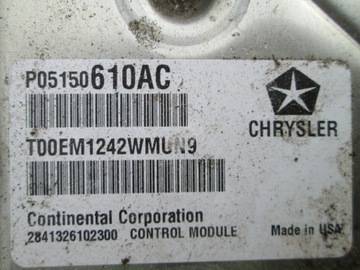 P05150610AC
CHRYSLER
T00EM1242WMUN9
Continental Corporation
2841326102300 CONTROL MODULE Made in USA